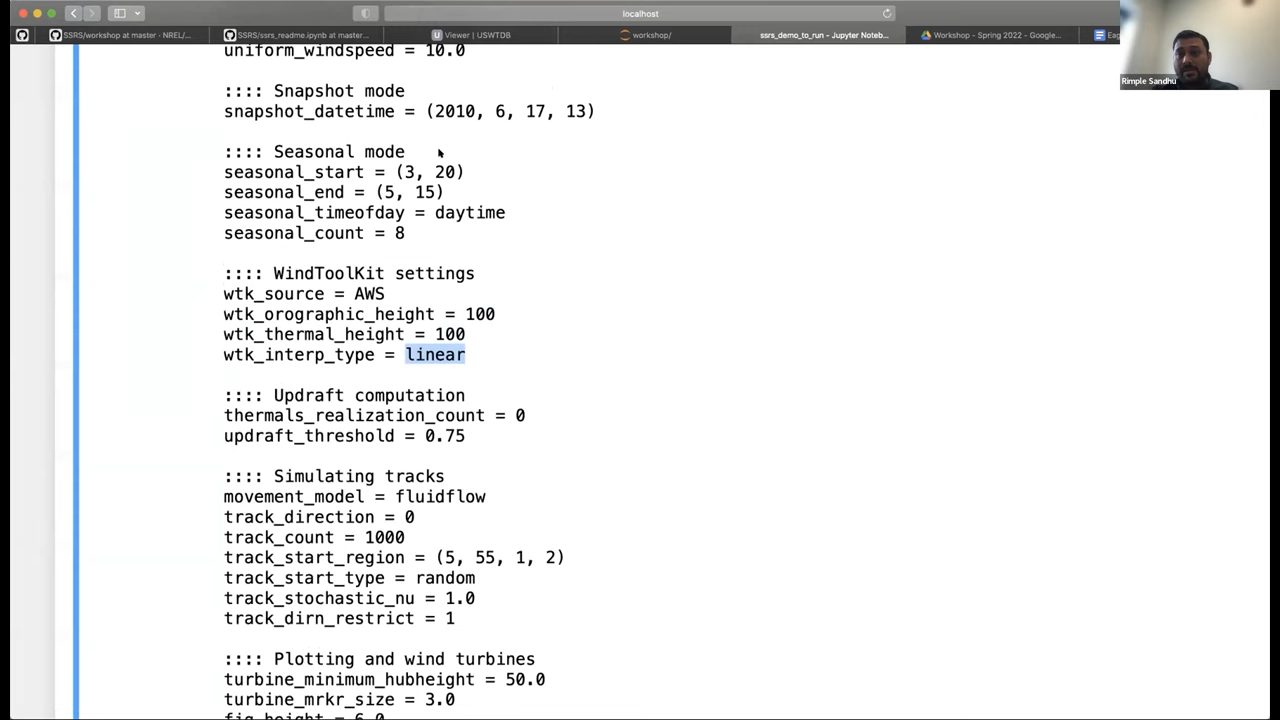 localhost
SSRS/workshop at master · NREL/...
SSRS/ssrs_readme.ipynb at master...
U Viewer | USWTDB
workshop/
ssrs_demo_to_run - Jupyter Noteb...
Workshop - Spring 2022 - Google...
Eag
Rimple Sandhu
uniform_windspeed = 10.0
:::: Snapshot mode
snapshot_datetime = (2010, 6, 17, 13)
:::: Seasonal mode
seasonal_start = (3, 20)
seasonal_end = (5, 15)
seasonal_timeofday = daytime
seasonal_count = 8
:::: WindToolKit settings
wtk_source = AWS
wtk_orographic_height = 100
wtk_thermal_height = 100
wtk_interp_type = linear
:::: Updraft computation
thermals_realization_count = 0
updraft_threshold = 0.75
:::: Simulating tracks
movement_model = fluidflow
track_direction = 0
track_count = 1000
track_start_region = (5, 55, 1, 2)
track_start_type = random
track_stochastic_nu = 1.0
track_dirn_restrict = 1
:::: Plotting and wind turbines
turbine_minimum_hubheight = 50.0
turbine_mrkr_size = 3.0
fig_height = 6.0